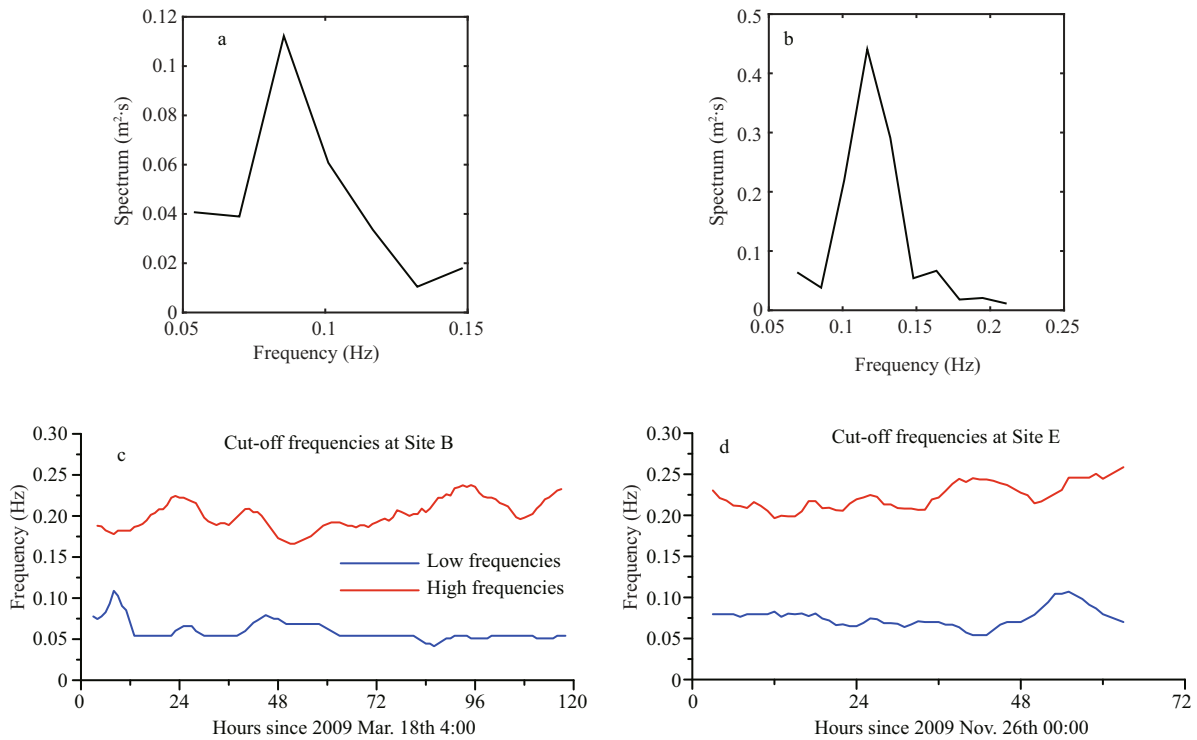 a
0.12
0.1
0.08
0.06
0.04
0.02
0
Spectrum (m²·s)
0.05
0.1
0.15
Frequency (Hz)
b
0.5
0.4
0.3
0.2
0.1
0
Spectrum (m²·s)
0.05
0.1
0.15
0.2
0.25
Frequency (Hz)
c
Cut-off frequencies at Site B
0.30
0.25
0.20
0.15
0.10
0.05
0
Frequency (Hz)
Low frequencies
High frequencies
0
24
48
72
96
120
Hours since 2009 Mar. 18th 4:00
d
Cut-off frequencies at Site E
0.30
0.25
0.20
0.15
0.10
0.05
0
Frequency (Hz)
0
24
48
72
Hours since 2009 Nov. 26th 00:00